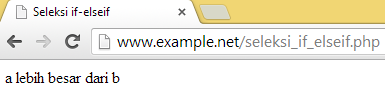 Seleksi if-elseif
www.example.net/seleksi_if_elseif.php
a lebih besar dari b